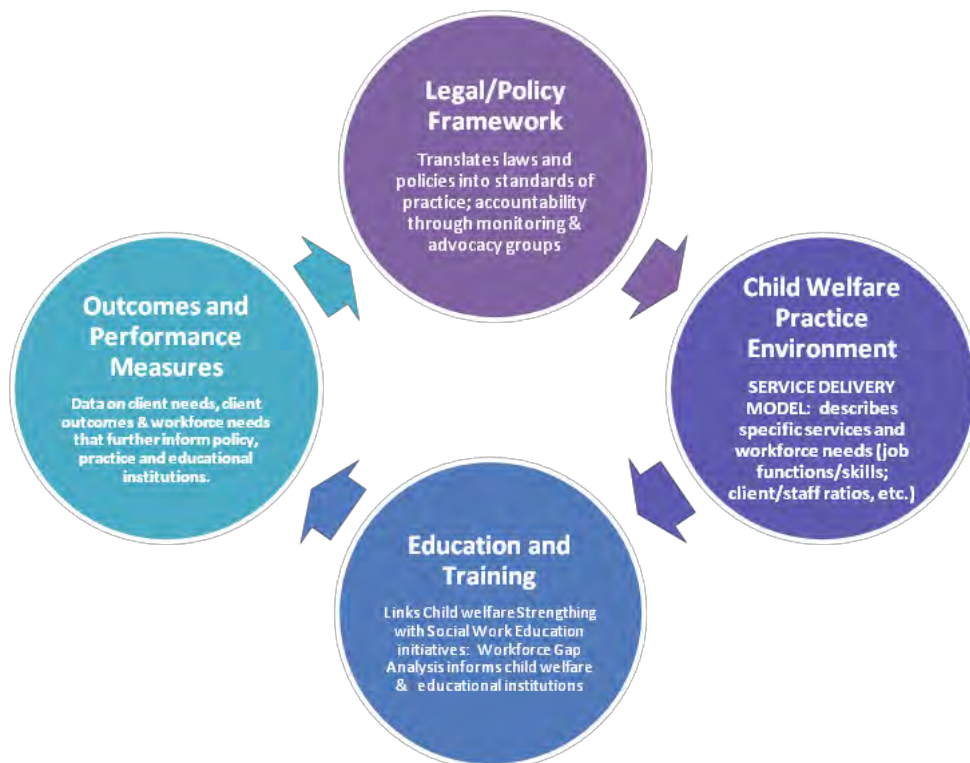 Legal/Policy
Framework
Translates laws and
policies into standards of
practice; accountability
through monitoring &
advocacy groups
Child Welfare
Practice
Environment
SERVICE DELIVERY
MODEL: describes
specific services and
workforce needs (job
functions/skills;
client/staff ratios, etc.)
Education and
Training
Links Child welfare Strengthing
with Social Work Education
initiatives: Workforce Gap
Analysis informs child welfare
& educational institutions
Outcomes and
Performance
Measures
Data on client needs, client
outcomes & workforce needs
that further inform policy,
practice and educational
institutions.